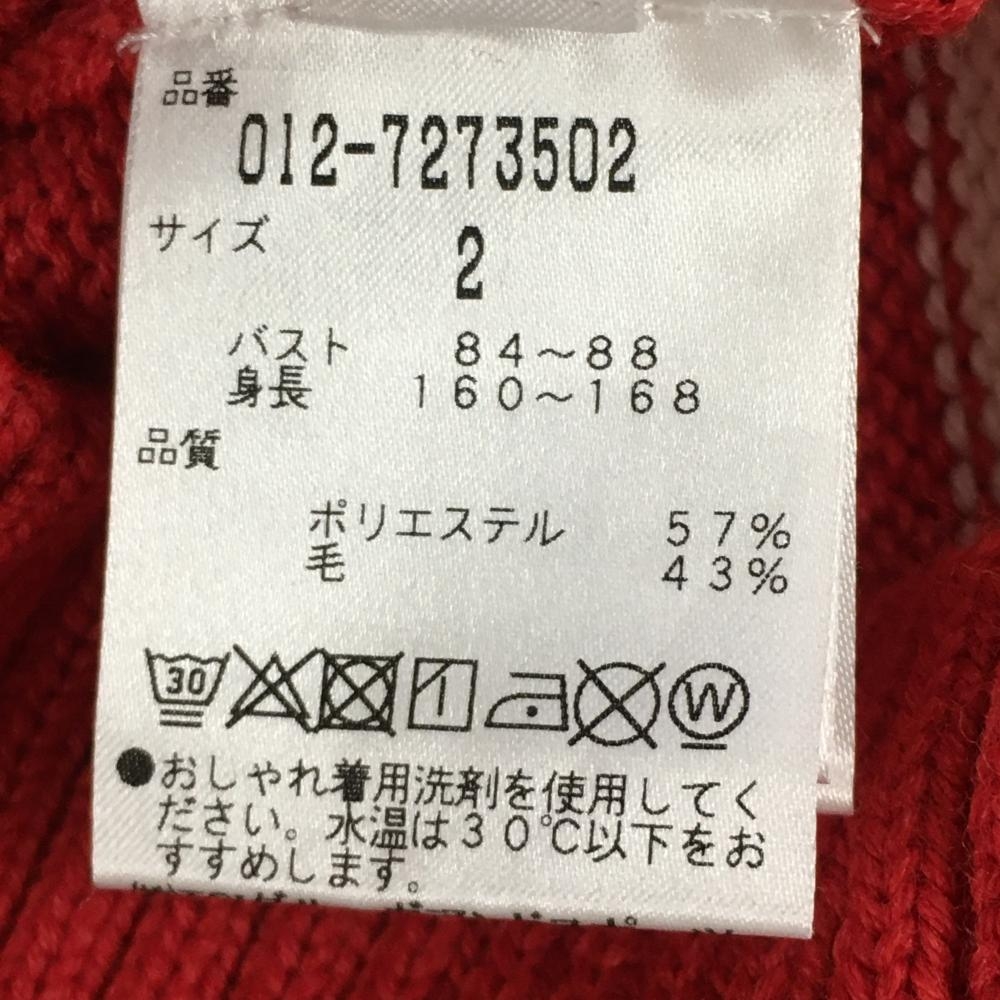 品番
012-7273502
サイズ 2
バスト 84～88
身長 160～168
品質
ポリエステル 57%
毛 43%
30 W
●おしゃれ着用洗剤を使用してく
ださい。水温は30℃以下をお
すすめします。